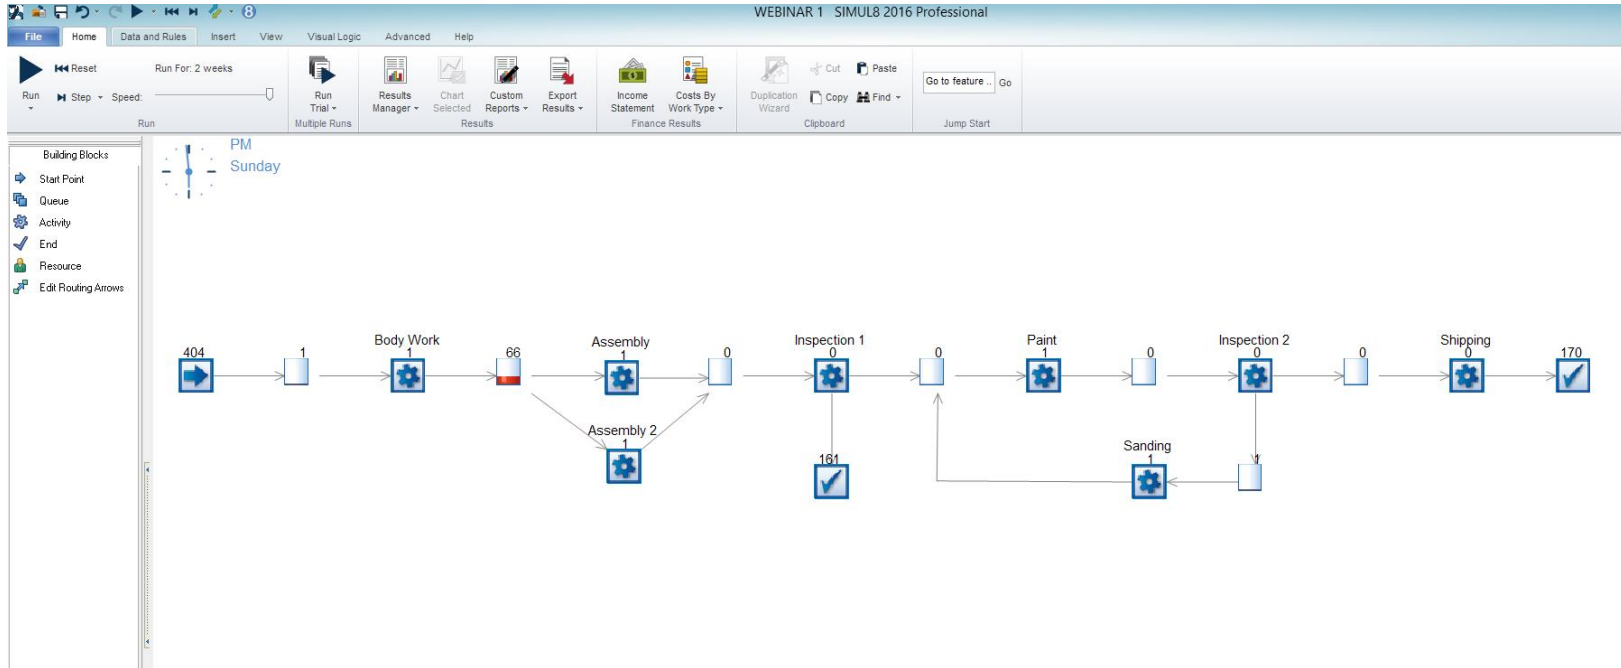 WEBINAR 1 SIMUL8 2016 Professional
File Home Data and Rules Insert View Visual Logic Advanced Help
Run
Reset
Step Speed:
Run For: 2 weeks
Run
Run Trial
Multiple Runs
Results Manager
Chart Selected
Custom Reports
Export Results
Results
Income Statement
Costs By Work Type
Finance Results
Duplication Wizard
Cut
Copy
Paste
Find
Clipboard
Go to feature .. Go
Jump Start
Building Blocks
Start Point
Queue
Activity
End
Resource
Edit Routing Arrows
PM
Sunday
404
1
Body Work
1
66
Assembly
1
Assembly 2
1
0
Inspection 1
0
161
0
Paint
1
0
Inspection 2
0
1
Sanding
1
0
Shipping
0
170